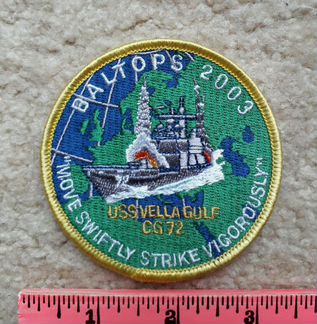 BALTOPS 2003
USS VELLA GULF
CG 72
"MOVE SWIFTLY STRIKE VIGOROUSLY"
1 2 3